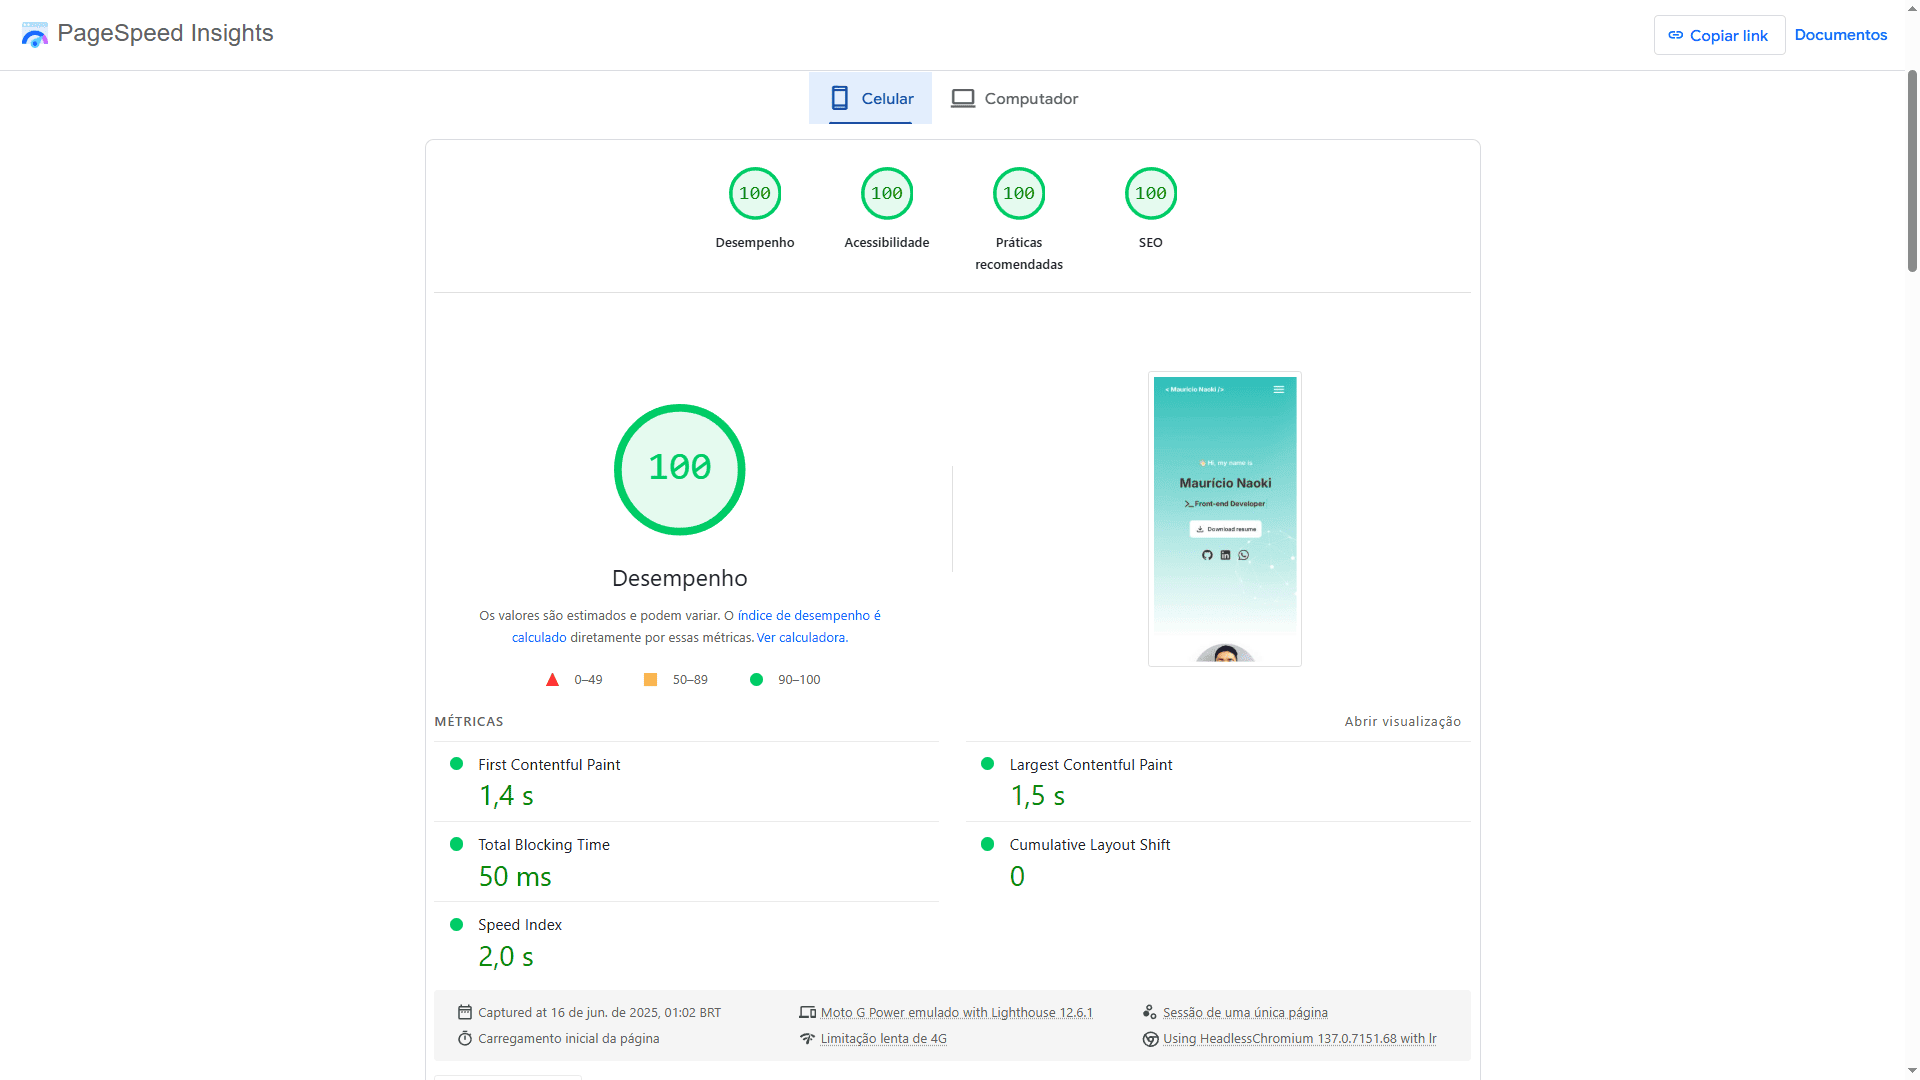 PageSpeed Insights
Copiar link
Documentos
Celular
Computador
100
100
100
100
Desempenho
Acessibilidade
Práticas
recomendadas
SEO
100
Desempenho
Os valores são estimados e podem variar. O índice de desempenho é
calculado diretamente por essas métricas. Ver calculadora.
0–49
50–89
90–100
< Maurício Naoki />
👋🏻 Hi, my name is
Maurício Naoki
>_ Front-end Developer
Download resume
MÉTRICAS
Abrir visualização
First Contentful Paint
1,4 s
Largest Contentful Paint
1,5 s
Total Blocking Time
50 ms
Cumulative Layout Shift
0
Speed Index
2,0 s
Captured at 16 de jun. de 2025, 01:02 BRT
Moto G Power emulado with Lighthouse 12.6.1
Sessão de uma única página
Carregamento inicial da página
Limitação lenta de 4G
Using HeadlessChromium 137.0.7151.68 with lr